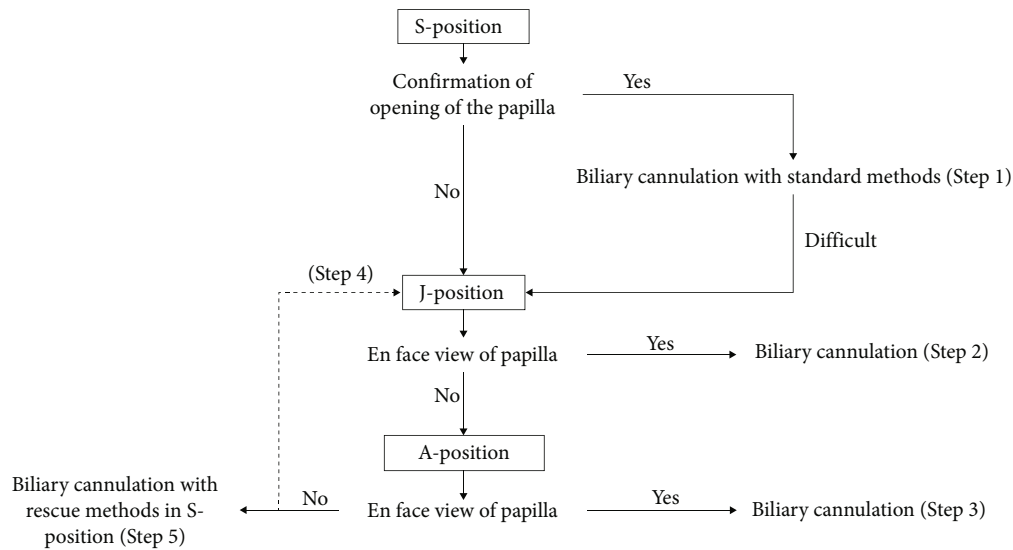 S-position
Confirmation of
opening of the papilla
Yes
Biliary cannulation with standard methods (Step 1)
No
Difficult
(Step 4)
J-position
En face view of papilla
Yes
Biliary cannulation (Step 2)
No
A-position
Biliary cannulation with
rescue methods in S-
position (Step 5)
No
En face view of papilla
Yes
Biliary cannulation (Step 3)